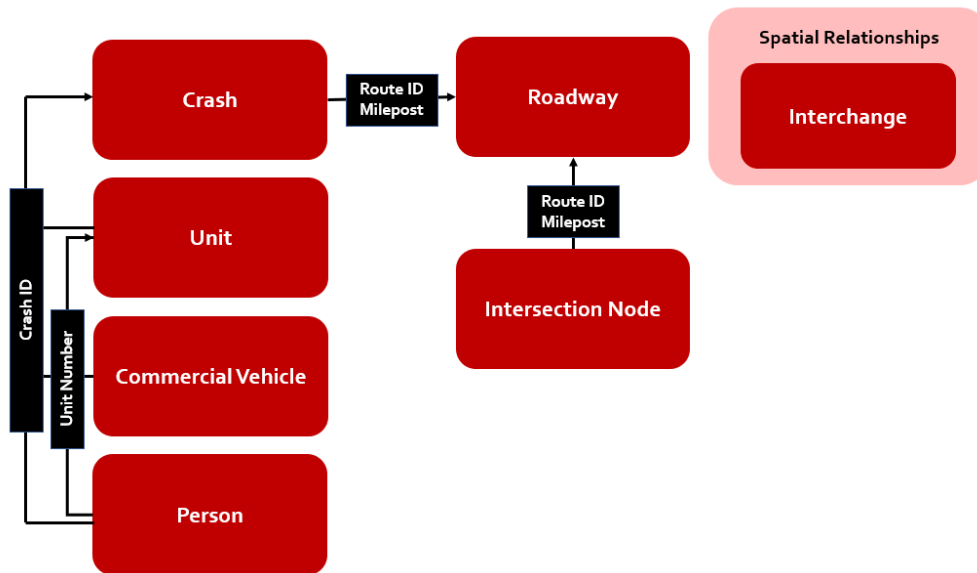 Spatial Relationships
Crash
Route ID
Milepost
Roadway
Interchange
Unit
Route ID
Milepost
Crash ID
Intersection Node
Unit Number
Commercial Vehicle
Person